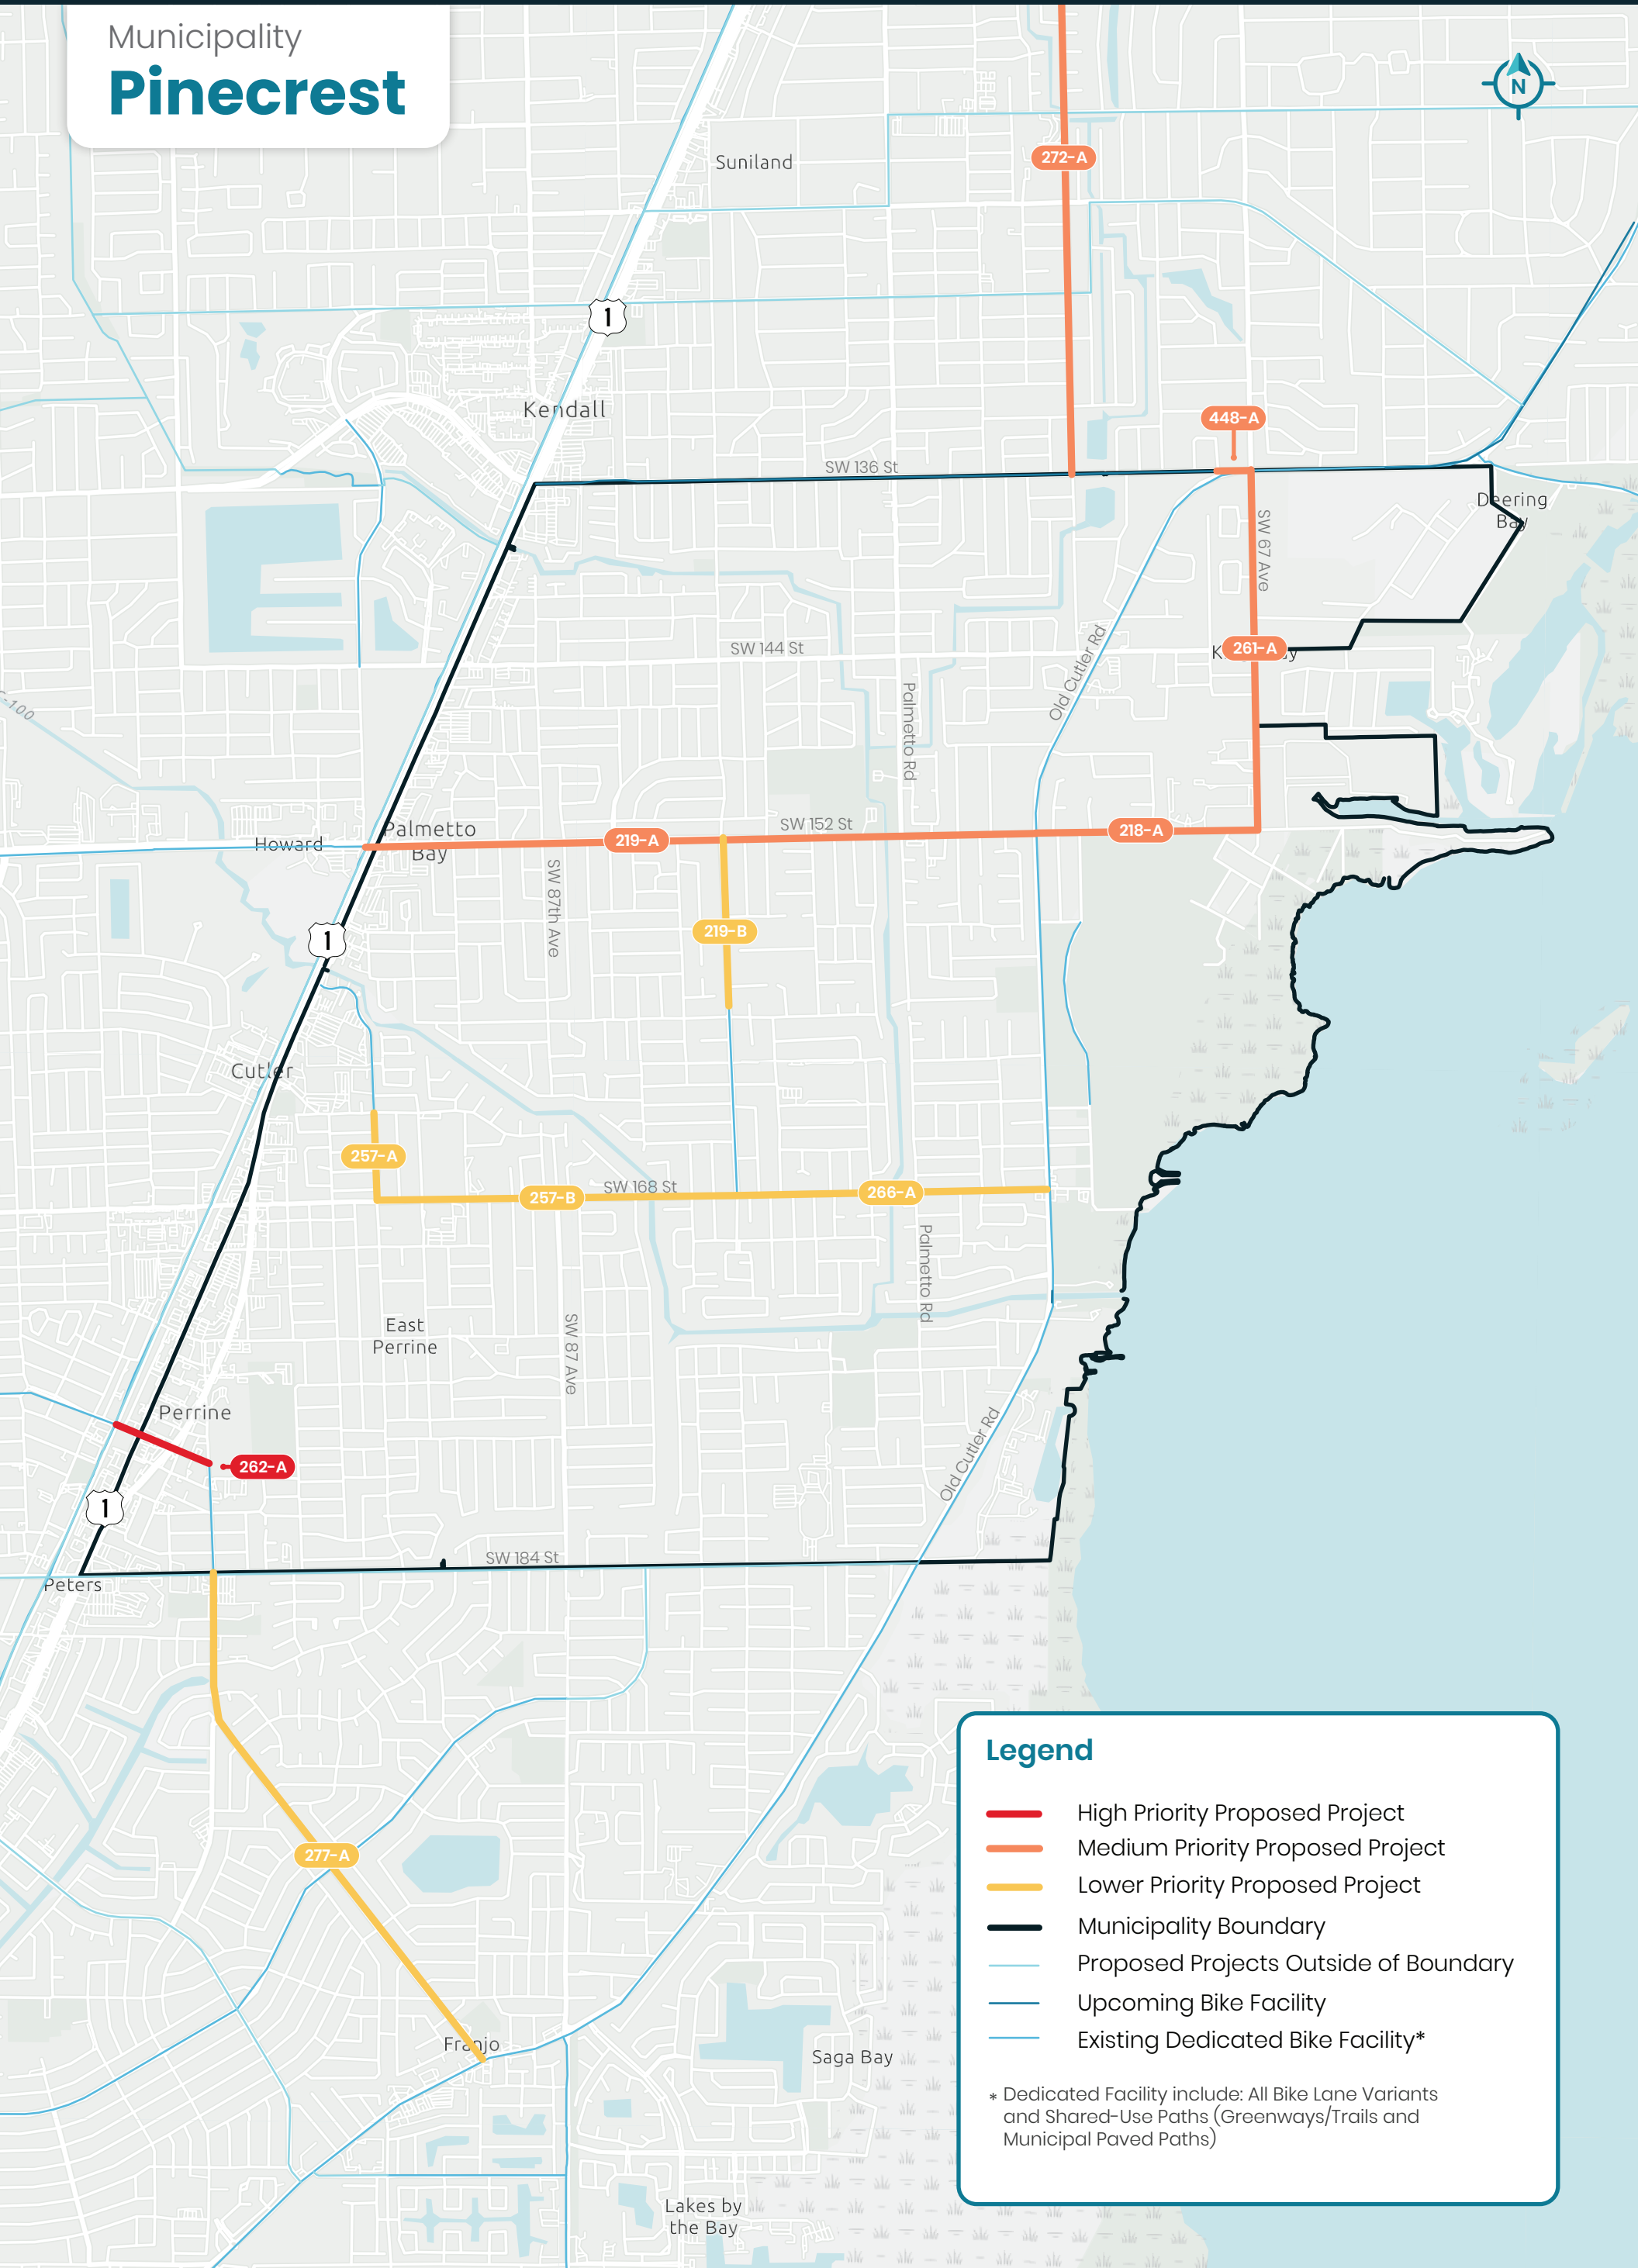 Municipality
Pinecrest
N
Suniland
272-A
1
Kendall
448-A
SW 136 St
Deering
Bay
SW 67 Ave
Old Cutler Rd
SW 144 St
261-A
Palmetto Rd
-100
Palmetto
Bay
Howard
SW 152 St
219-A
218-A
SW 87th Ave
219-B
1
Cutler
257-A
SW 168 St
257-B
266-A
Palmetto Rd
East
Perrine
SW 87 Ave
Perrine
262-A
Old Cutler Rd
1
SW 184 St
Peters
277-A
Franjo
Saga Bay
Lakes by
the Bay
Legend
High Priority Proposed Project
Medium Priority Proposed Project
Lower Priority Proposed Project
Municipality Boundary
Proposed Projects Outside of Boundary
Upcoming Bike Facility
Existing Dedicated Bike Facility*
* Dedicated Facility include: All Bike Lane Variants
and Shared-Use Paths (Greenways/Trails and
Municipal Paved Paths)